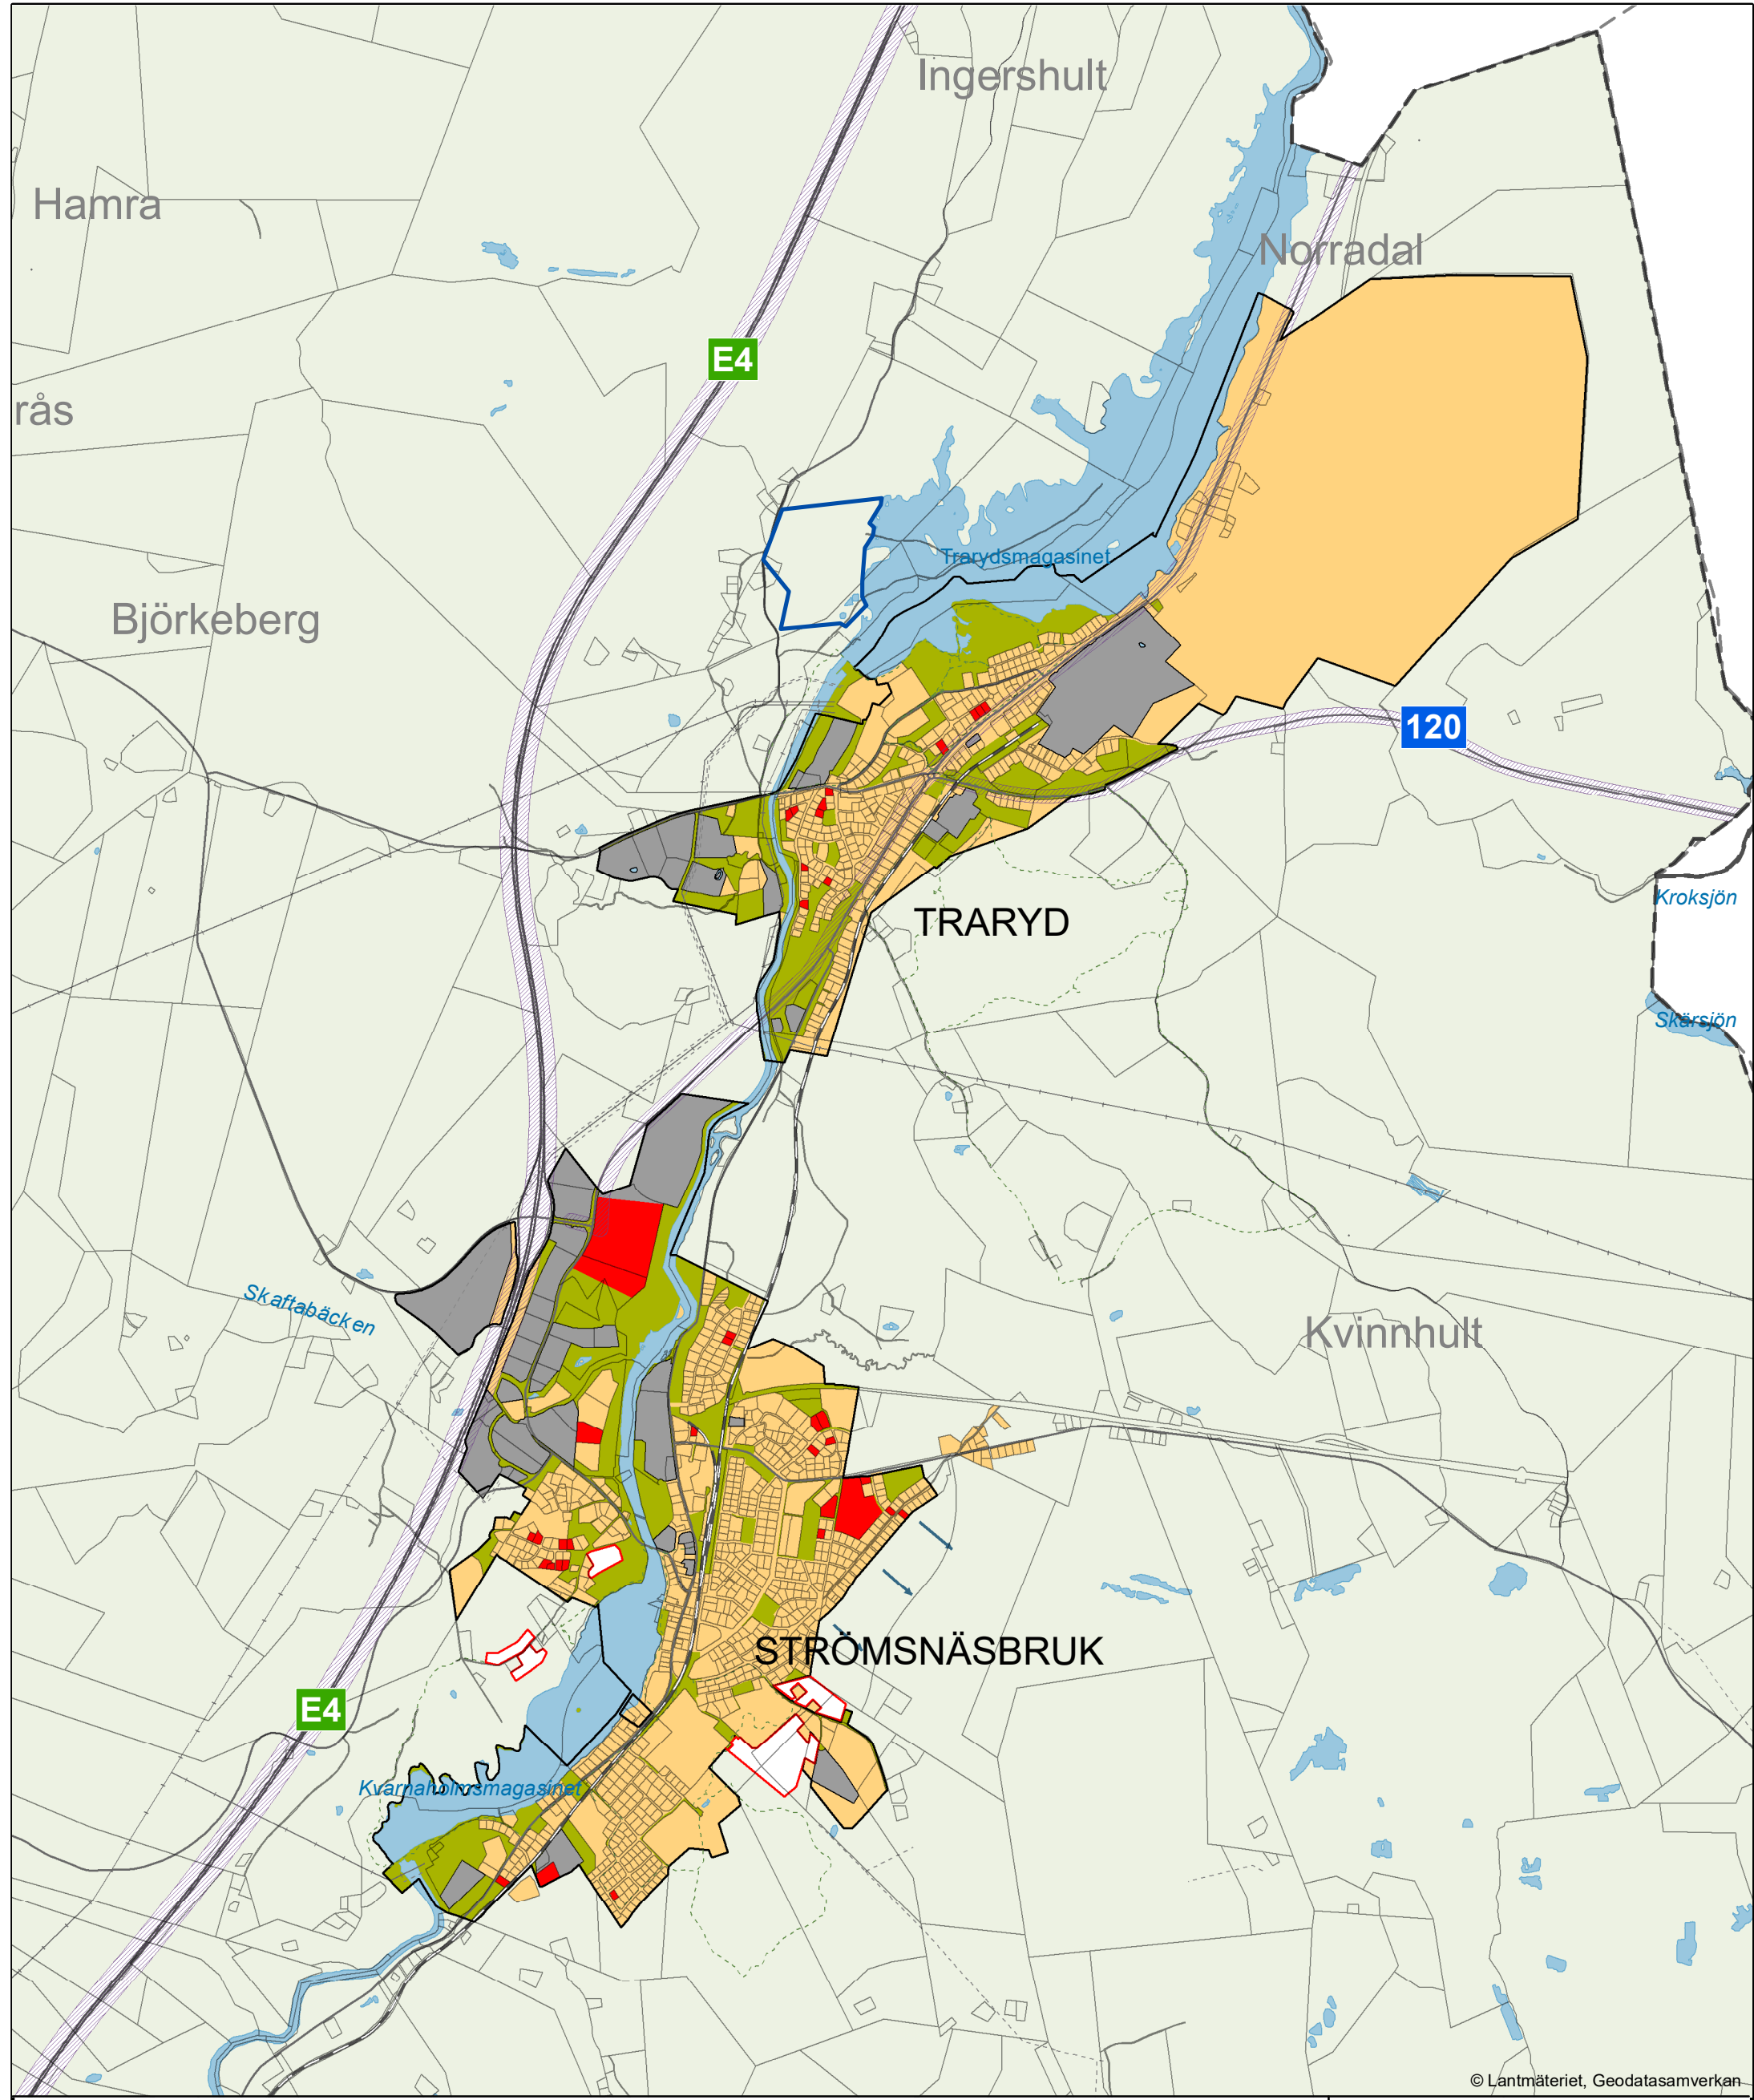 Ingershult
Hamra
Norradal
E4
rås
Trarydsmagasinet
Björkeberg
120
Kroksjön
TRARYD
Skärsjön
Skaftabäcken
Kvinnhult
STRÖMSNÄSBRUK
E4
Kvarnaholmsmagasinet
© Lantmäteriet, Geodatasamverkan